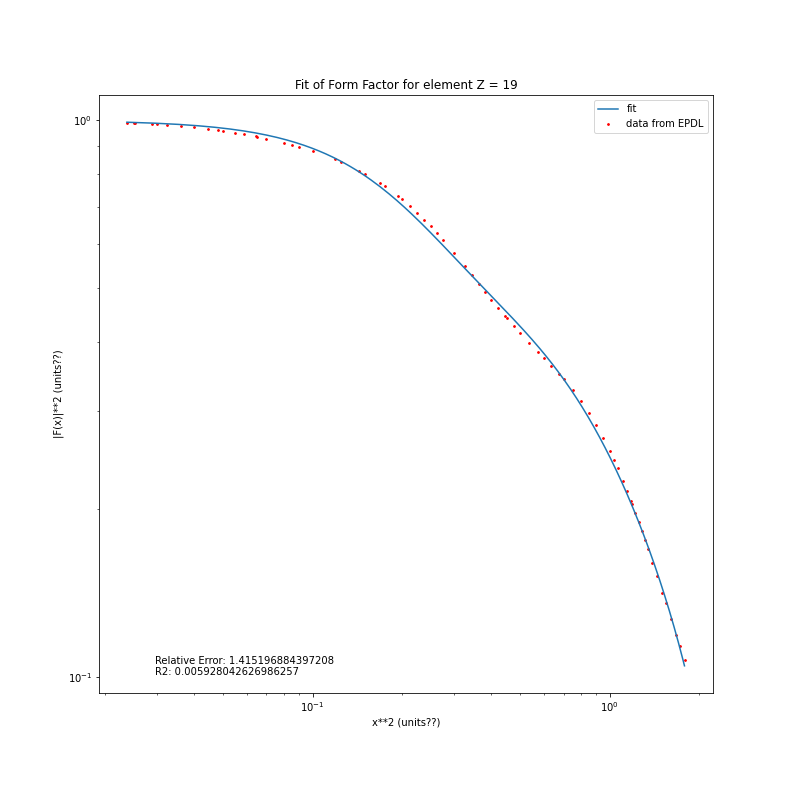 Fit of Form Factor for element Z = 19
fit
data from EPDL
10⁰
|F(x)|**2 (units??)
Relative Error: 1.415196884397208
R2: 0.005928042626986257
10⁻¹
10⁻¹
10⁰
x**2 (units??)